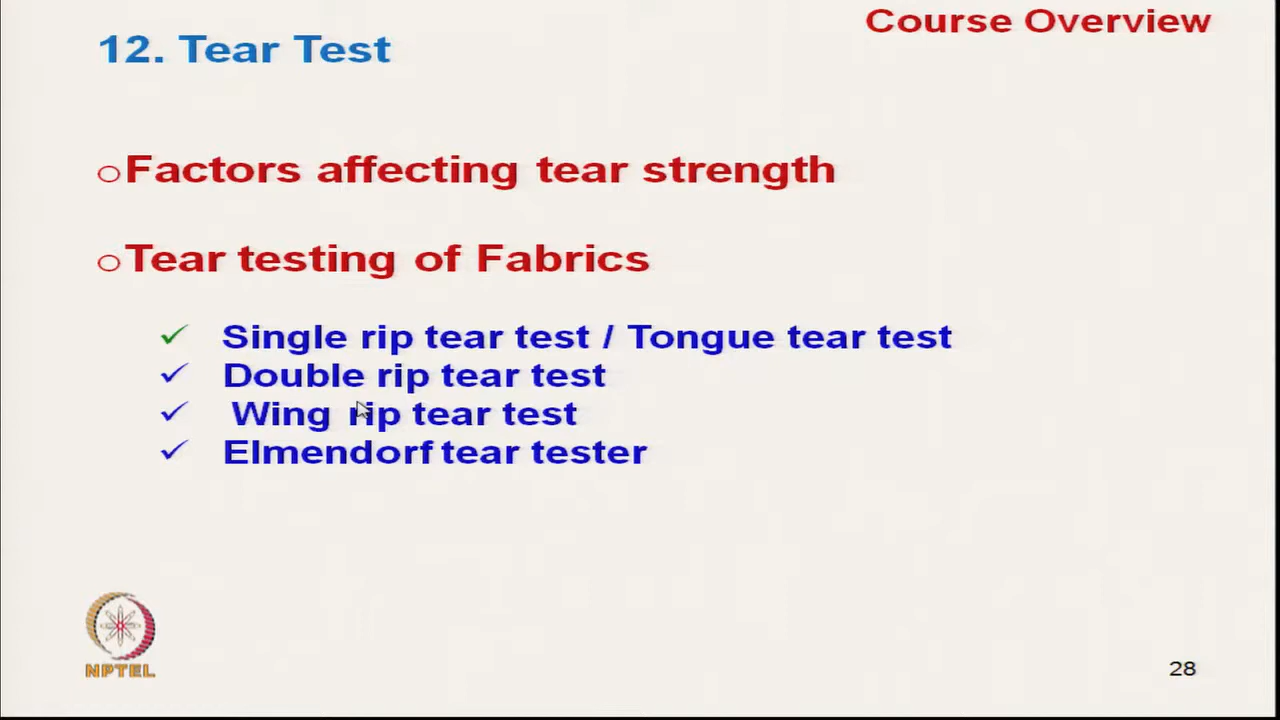 Course Overview
12. Tear Test
Factors affecting tear strength
Tear testing of Fabrics
Single rip tear test / Tongue tear test
Double rip tear test
Wing rip tear test
Elmendorf tear tester
NPTEL
28